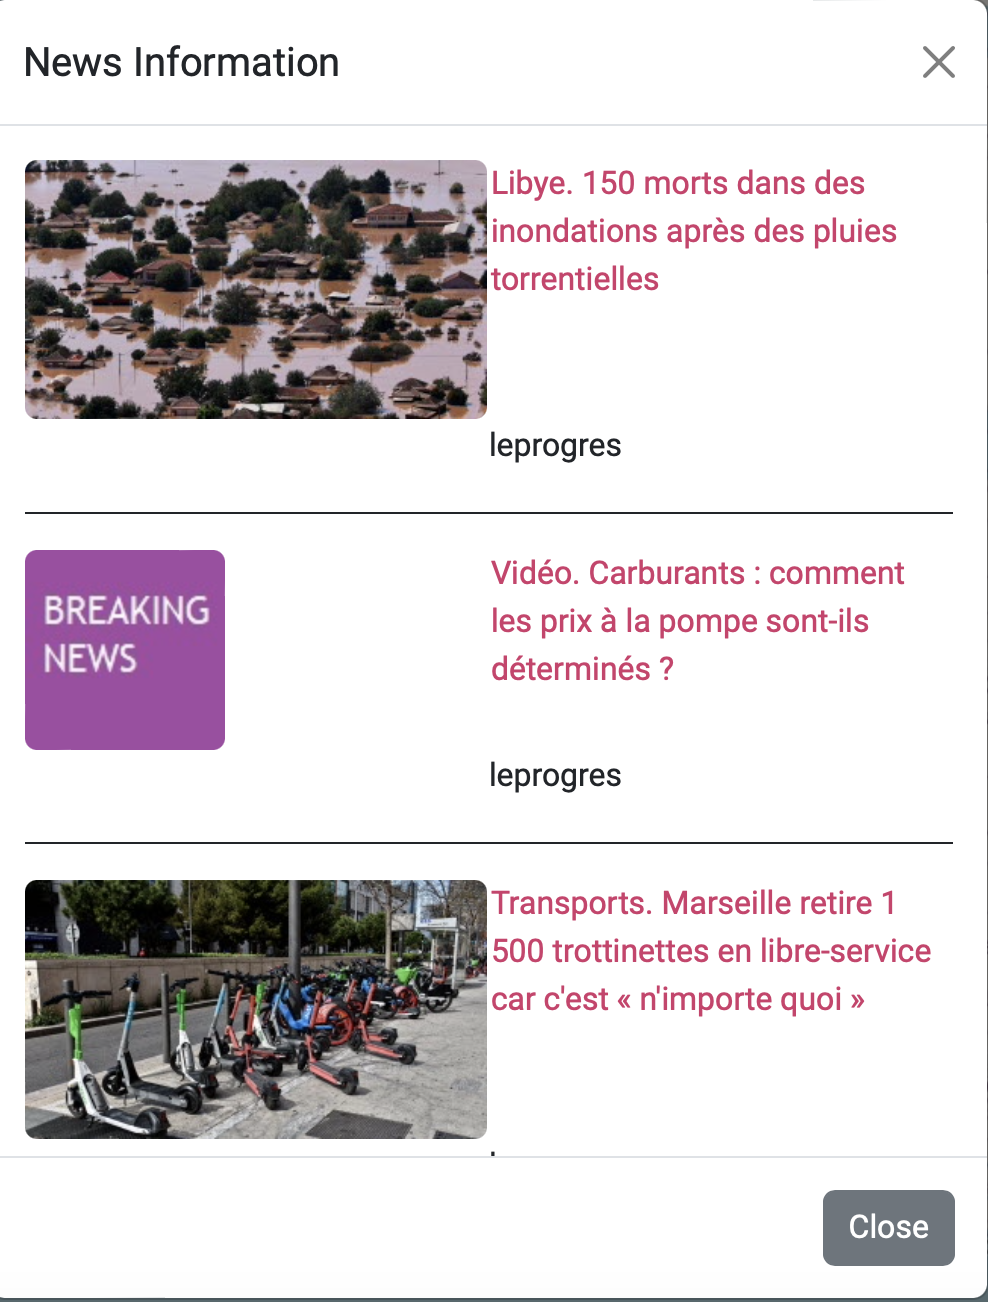 News Information
Libye. 150 morts dans des
inondations après des pluies
torrentielles
leprogres
BREAKING
NEWS
Vidéo. Carburants : comment
les prix à la pompe sont-ils
déterminés ?
leprogres
Transports. Marseille retire 1
500 trottinettes en libre-service
car c'est « n'importe quoi »
Close